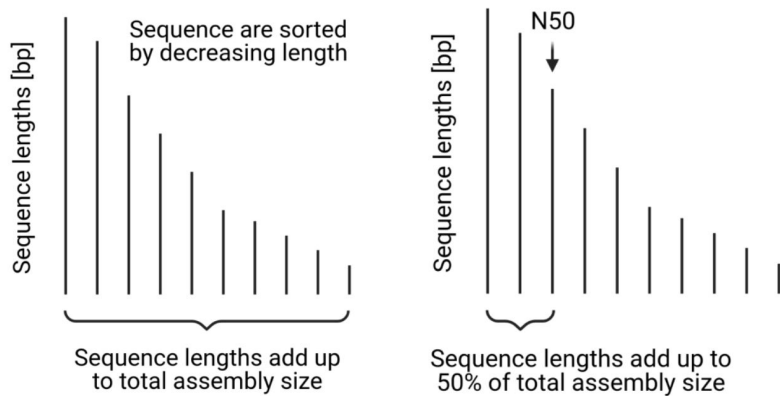 Sequence are sorted
by decreasing length
Sequence lengths [bp]
Sequence lengths add up
to total assembly size
N50
Sequence lengths [bp]
Sequence lengths add up to
50% of total assembly size